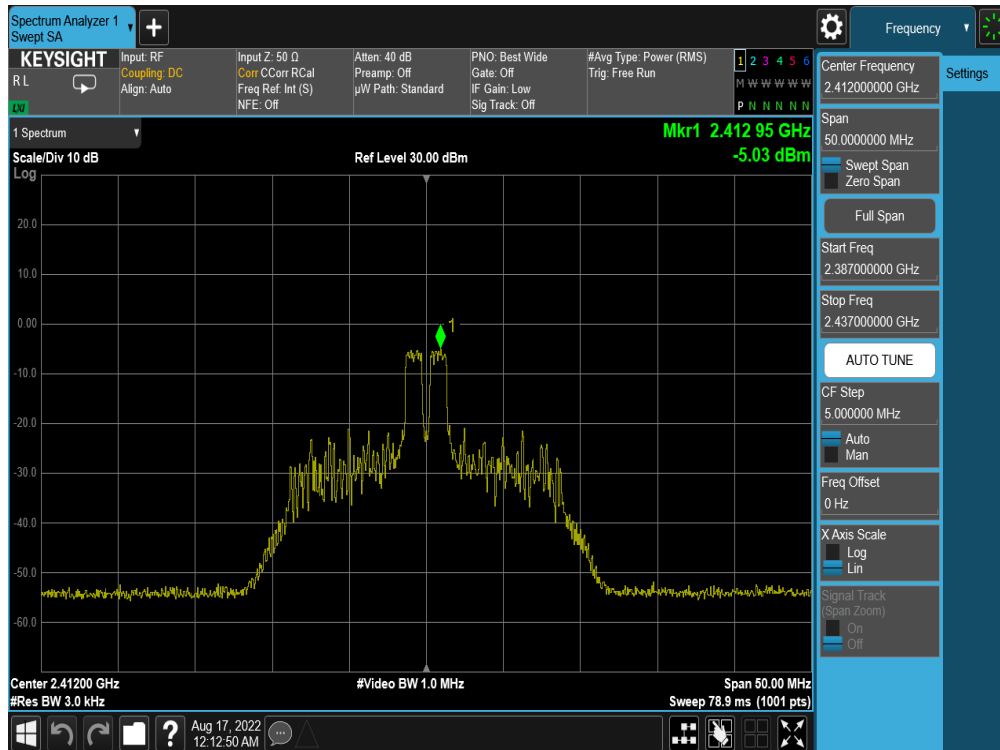 Spectrum Analyzer 1
Swept SA
+
Frequency
KEYSIGHT
R L
LXI
Input: RF
Coupling: DC
Align: Auto
Input Z: 50 Ω
Corr CCorr RCal
Freq Ref: Int (S)
NFE: Off
Atten: 40 dB
Preamp: Off
µW Path: Standard
PNO: Best Wide
Gate: Off
IF Gain: Low
Sig Track: Off
#Avg Type: Power (RMS)
Trig: Free Run
1 2 3 4 5 6
M W W W W W
P N N N N N
1 Spectrum
Scale/Div 10 dB
Log
Ref Level 30.00 dBm
Mkr1 2.412 95 GHz
-5.03 dBm
20.0
10.0
0.00
-10.0
-20.0
-30.0
-40.0
-50.0
-60.0
1
Center 2.41200 GHz
#Res BW 3.0 kHz
#Video BW 1.0 MHz
Span 50.00 MHz
Sweep 78.9 ms (1001 pts)
Center Frequency
2.412000000 GHz
Settings
Span
50.0000000 MHz
Swept Span
Zero Span
Full Span
Start Freq
2.387000000 GHz
Stop Freq
2.437000000 GHz
AUTO TUNE
CF Step
5.000000 MHz
Auto
Man
Freq Offset
0 Hz
X Axis Scale
Log
Lin
Signal Track
(Span Zoom)
On
Off
?
Aug 17, 2022
12:12:50 AM